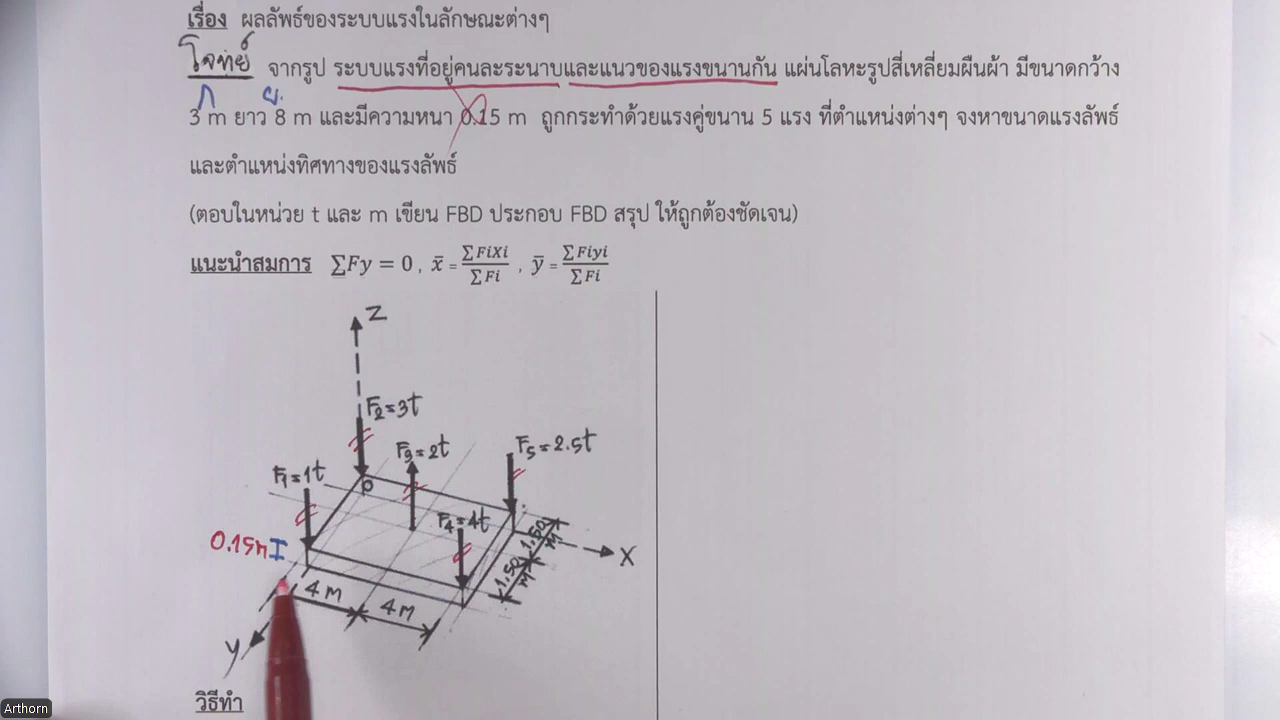 เรื่อง ผลลัพธ์ของระบบแรงในลักษณะต่างๆ
โจทย์ จากรูป ระบบแรงที่อยู่คนละระนาบและแนวของแรงขนานกัน แผ่นโลหะรูปสี่เหลี่ยมผืนผ้า มีขนาดกว้าง
ก ย.
3 m ยาว 8 m และมีความหนา 0.15 m ถูกกระทำด้วยแรงคู่ขนาน 5 แรง ที่ตำแหน่งต่างๆ จงหาขนาดแรงลัพธ์
และตำแหน่งทิศทางของแรงลัพธ์
(ตอบในหน่วย t และ m เขียน FBD ประกอบ FBD สรุป ให้ถูกต้องชัดเจน)
แนะนำสมการ ∑Fy = 0 , x̄ = ∑FiXi / ∑Fi , ȳ = ∑Fiyi / ∑Fi
Z
F₂=3t
F₃=2t
F₅=2.5t
F₁=1t
O
F₄=4t
0.15m
1.50 M
X
1.50 M
4 m
4 m
Y
วิธีทำ
Arthorn